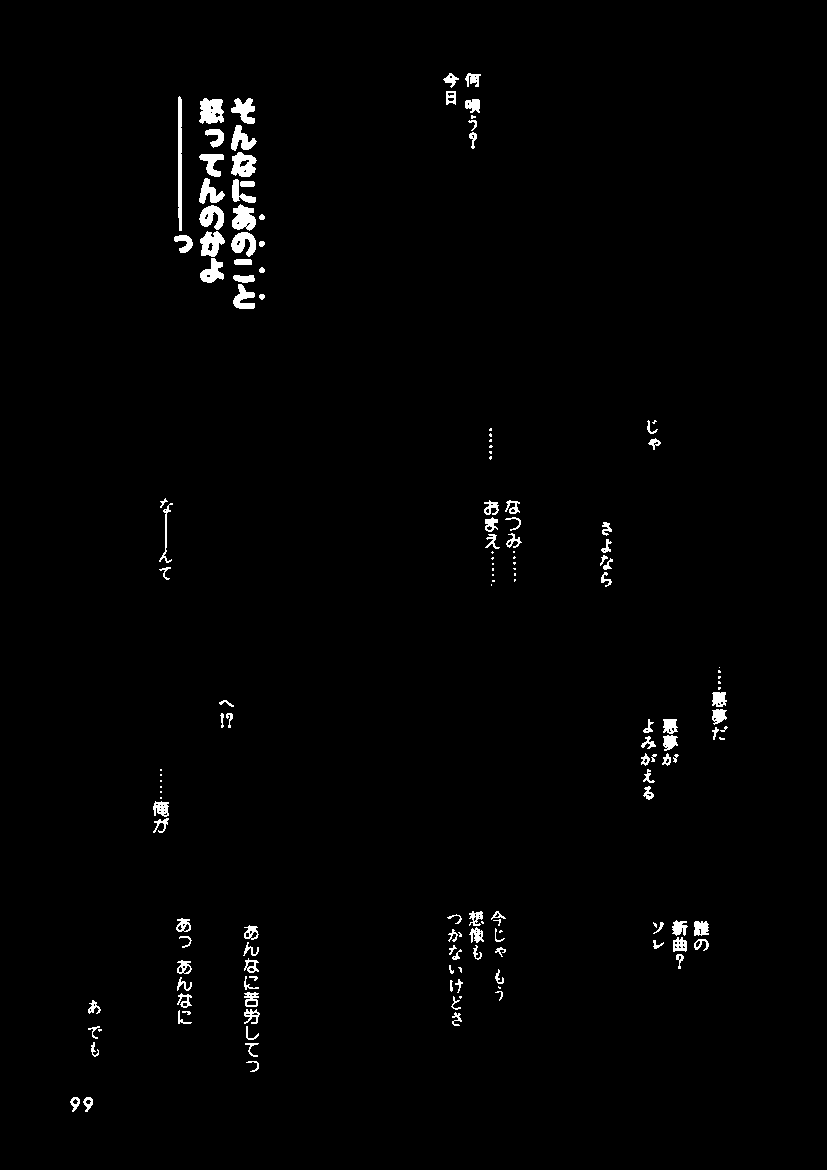 何 唄う?
今日
そんなにあのこと
怒ってんのかよ
―――っ
じゃ
さよなら
……
なつみ……
おまえ……
な――んて
……悪夢だ
悪夢が
よみがえる
へ!?
……俺が
誰の
新曲?
ソレ
今じゃ もう
想像も
つかないけどさ
あんなに苦労してっ
あっ あんなに
あ でも
99